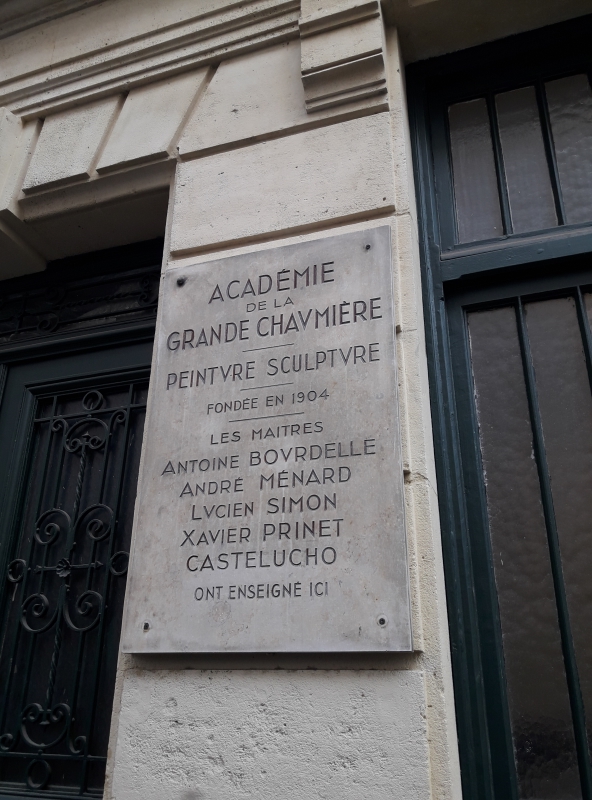 ACADÉMIE
DE LA
GRANDE CHAVMIÈRE
PEINTVRE SCVLPTVRE
FONDÉE EN 1904
LES MAITRES
ANTOINE BOVRDELLE
ANDRÉ MÉNARD
LVCIEN SIMON
XAVIER PRINET
CASTELUCHO
ONT ENSEIGNÉ ICI